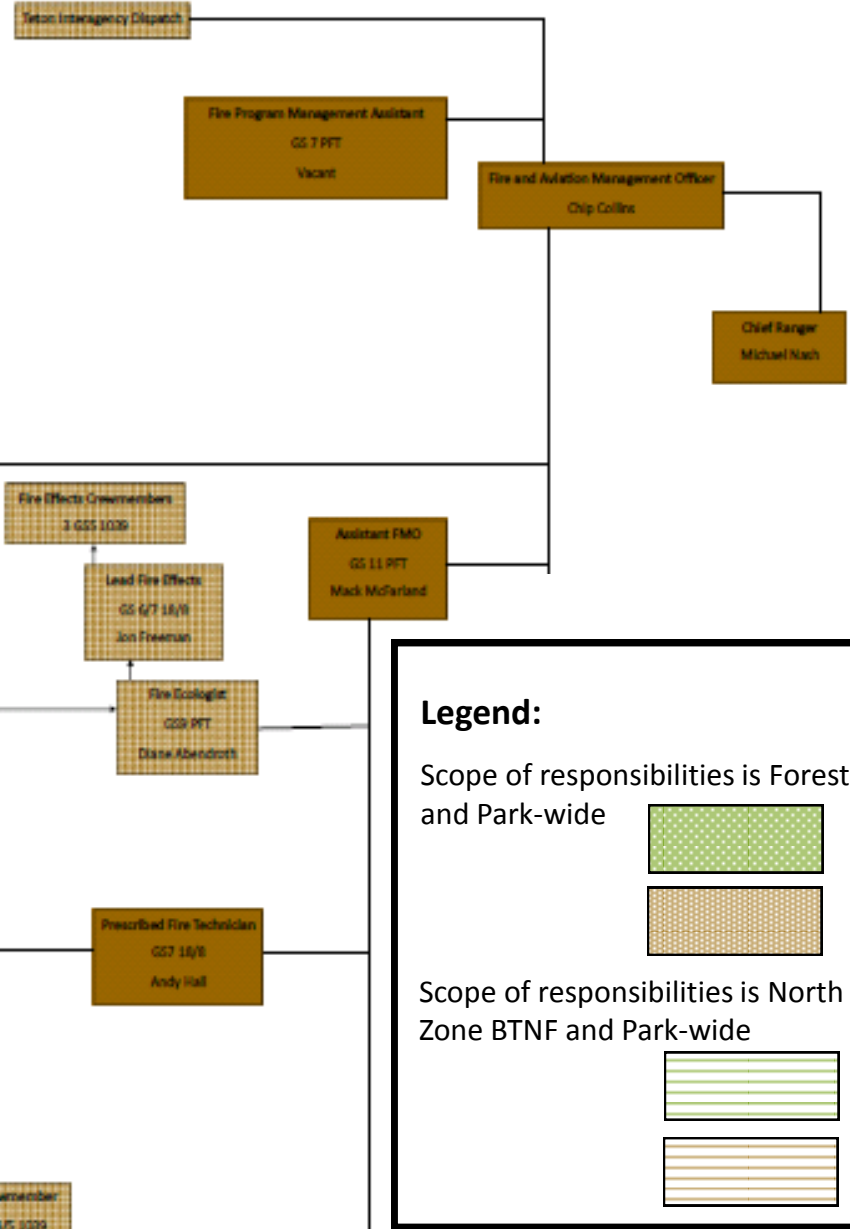 Teton Interagency Dispatch
Fire Program Management Assistant
GS 7 PFT
Vacant
Fire and Aviation Management Officer
Chip Collins
Chief Ranger
Michael Nash
Fire Effects Crewmembers
3 GS5 1039
Lead Fire Effects
GS 6/7 18/8
Jon Freeman
Assistant FMO
GS 11 PFT
Mack McFarland
Fire Ecologist
GS9 PFT
Diane Abendroth
Prescribed Fire Technician
GS7 18/8
Andy Hall
Legend:
Scope of responsibilities is Forest
and Park-wide
Scope of responsibilities is North
Zone BTNF and Park-wide
1039